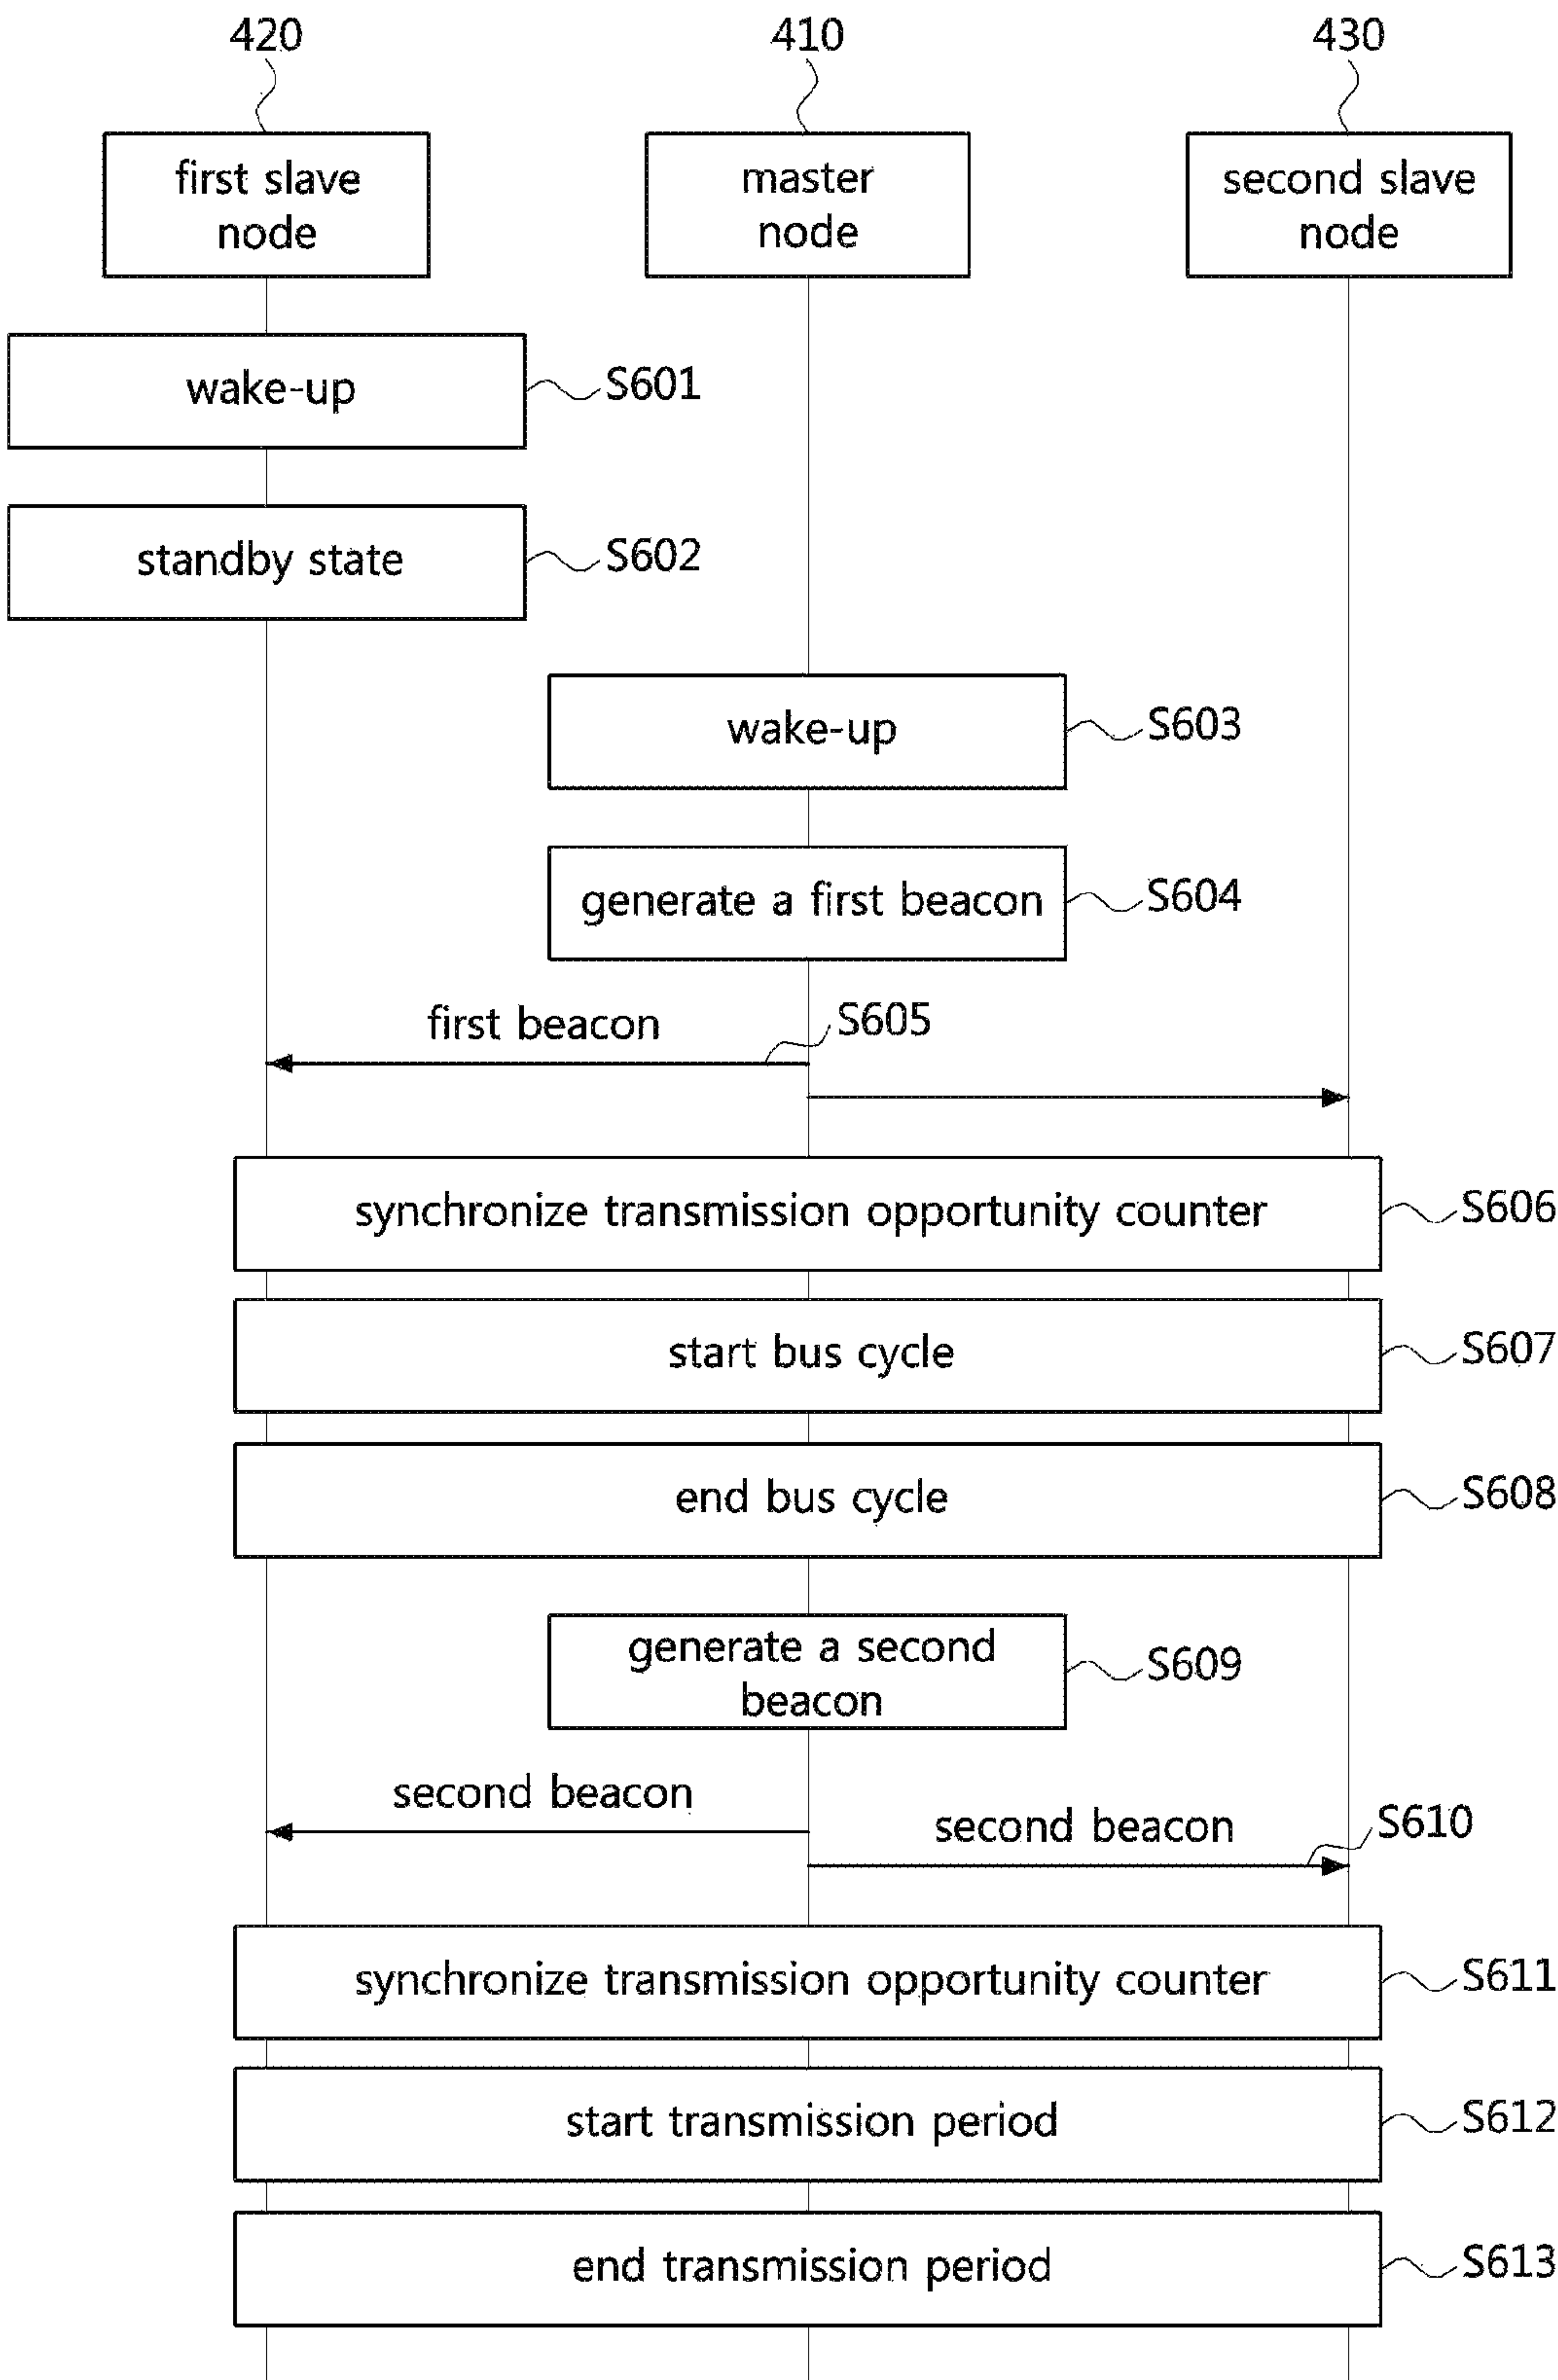 420
410
430
first slave
node
master
node
second slave
node
wake-up
S601
standby state
S602
wake-up
S603
generate a first beacon
S604
first beacon
S605
synchronize transmission opportunity counter
S606
start bus cycle
S607
end bus cycle
S608
generate a second
beacon
S609
second beacon
second beacon
S610
synchronize transmission opportunity counter
S611
start transmission period
S612
end transmission period
S613